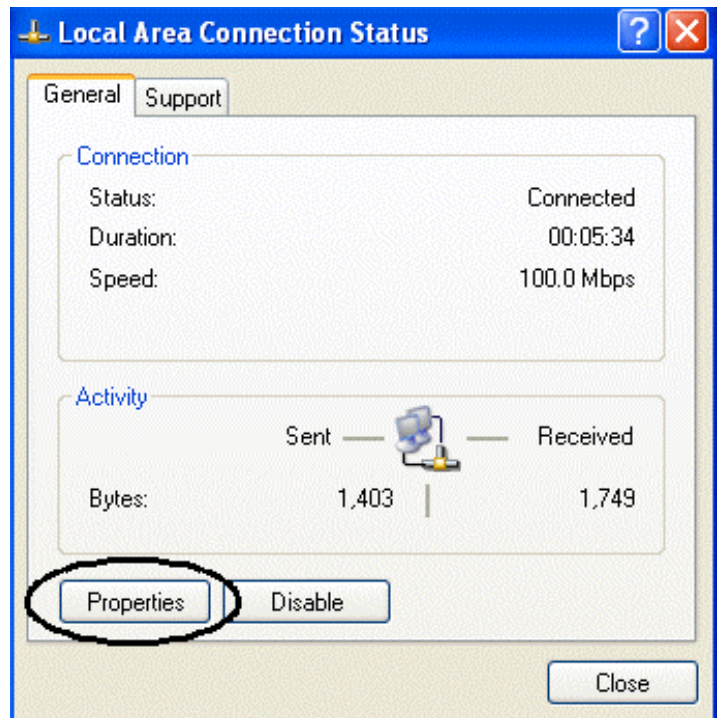 Local Area Connection Status
General Support
Connection
Status: Connected
Duration: 00:05:34
Speed: 100.0 Mbps
Activity
Sent Received
Bytes: 1,403 1,749
Properties Disable
Close